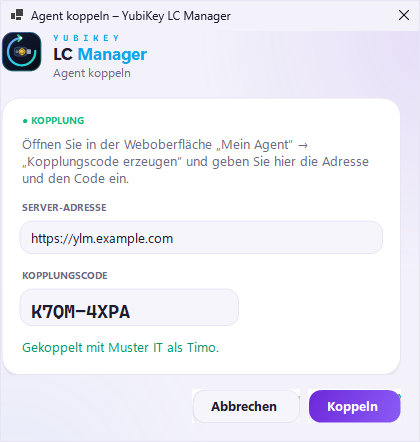 Agent koppeln – YubiKey LC Manager
YUBIKEY
LC Manager
Agent koppeln
● KOPPLUNG
Öffnen Sie in der Weboberfläche „Mein Agent“ →
„Kopplungscode erzeugen“ und geben Sie hier die Adresse
und den Code ein.
SERVER-ADRESSE
https://ylm.example.com
KOPPLUNGSCODE
K7QM-4XPA
Gekoppelt mit Muster IT als Timo.
Abbrechen
Koppeln